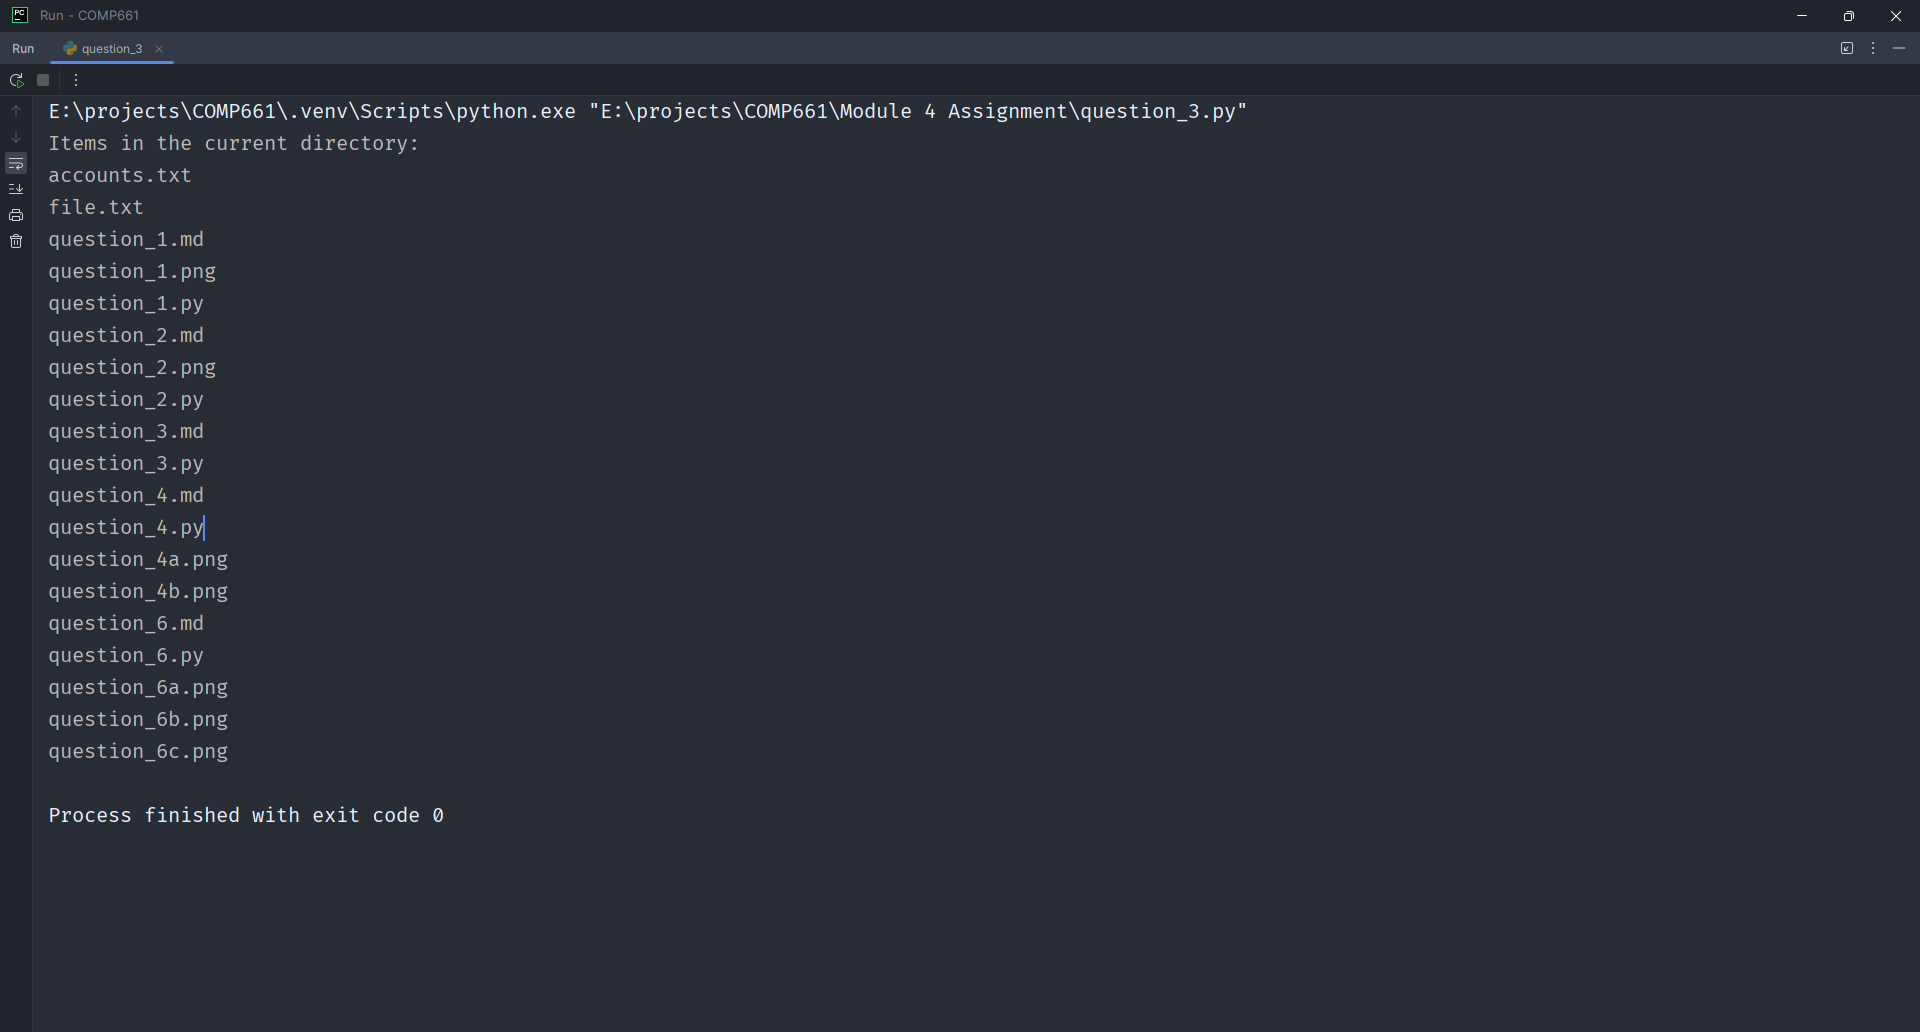 PC Run - COMP661
Run question_3
E:\projects\COMP661\.venv\Scripts\python.exe "E:\projects\COMP661\Module 4 Assignment\question_3.py"
Items in the current directory:
accounts.txt
file.txt
question_1.md
question_1.png
question_1.py
question_2.md
question_2.png
question_2.py
question_3.md
question_3.py
question_4.md
question_4.py
question_4a.png
question_4b.png
question_6.md
question_6.py
question_6a.png
question_6b.png
question_6c.png
Process finished with exit code 0